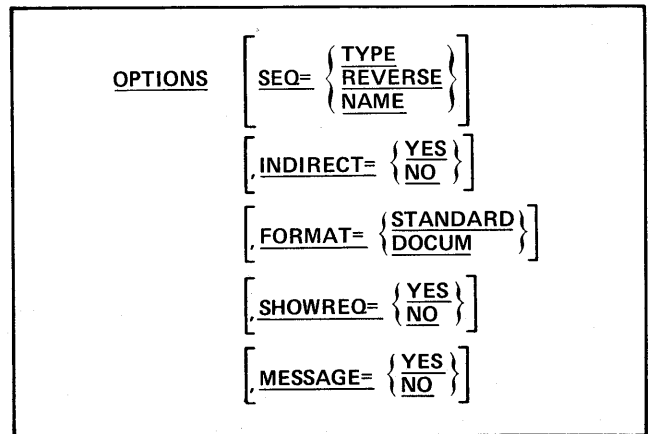 TYPE
OPTIONS SEQ= REVERSE
NAME
YES
,INDIRECT=
NO
STANDARD
,FORMAT=
DOCUM
YES
,SHOWREQ=
NO
YES
,MESSAGE=
NO